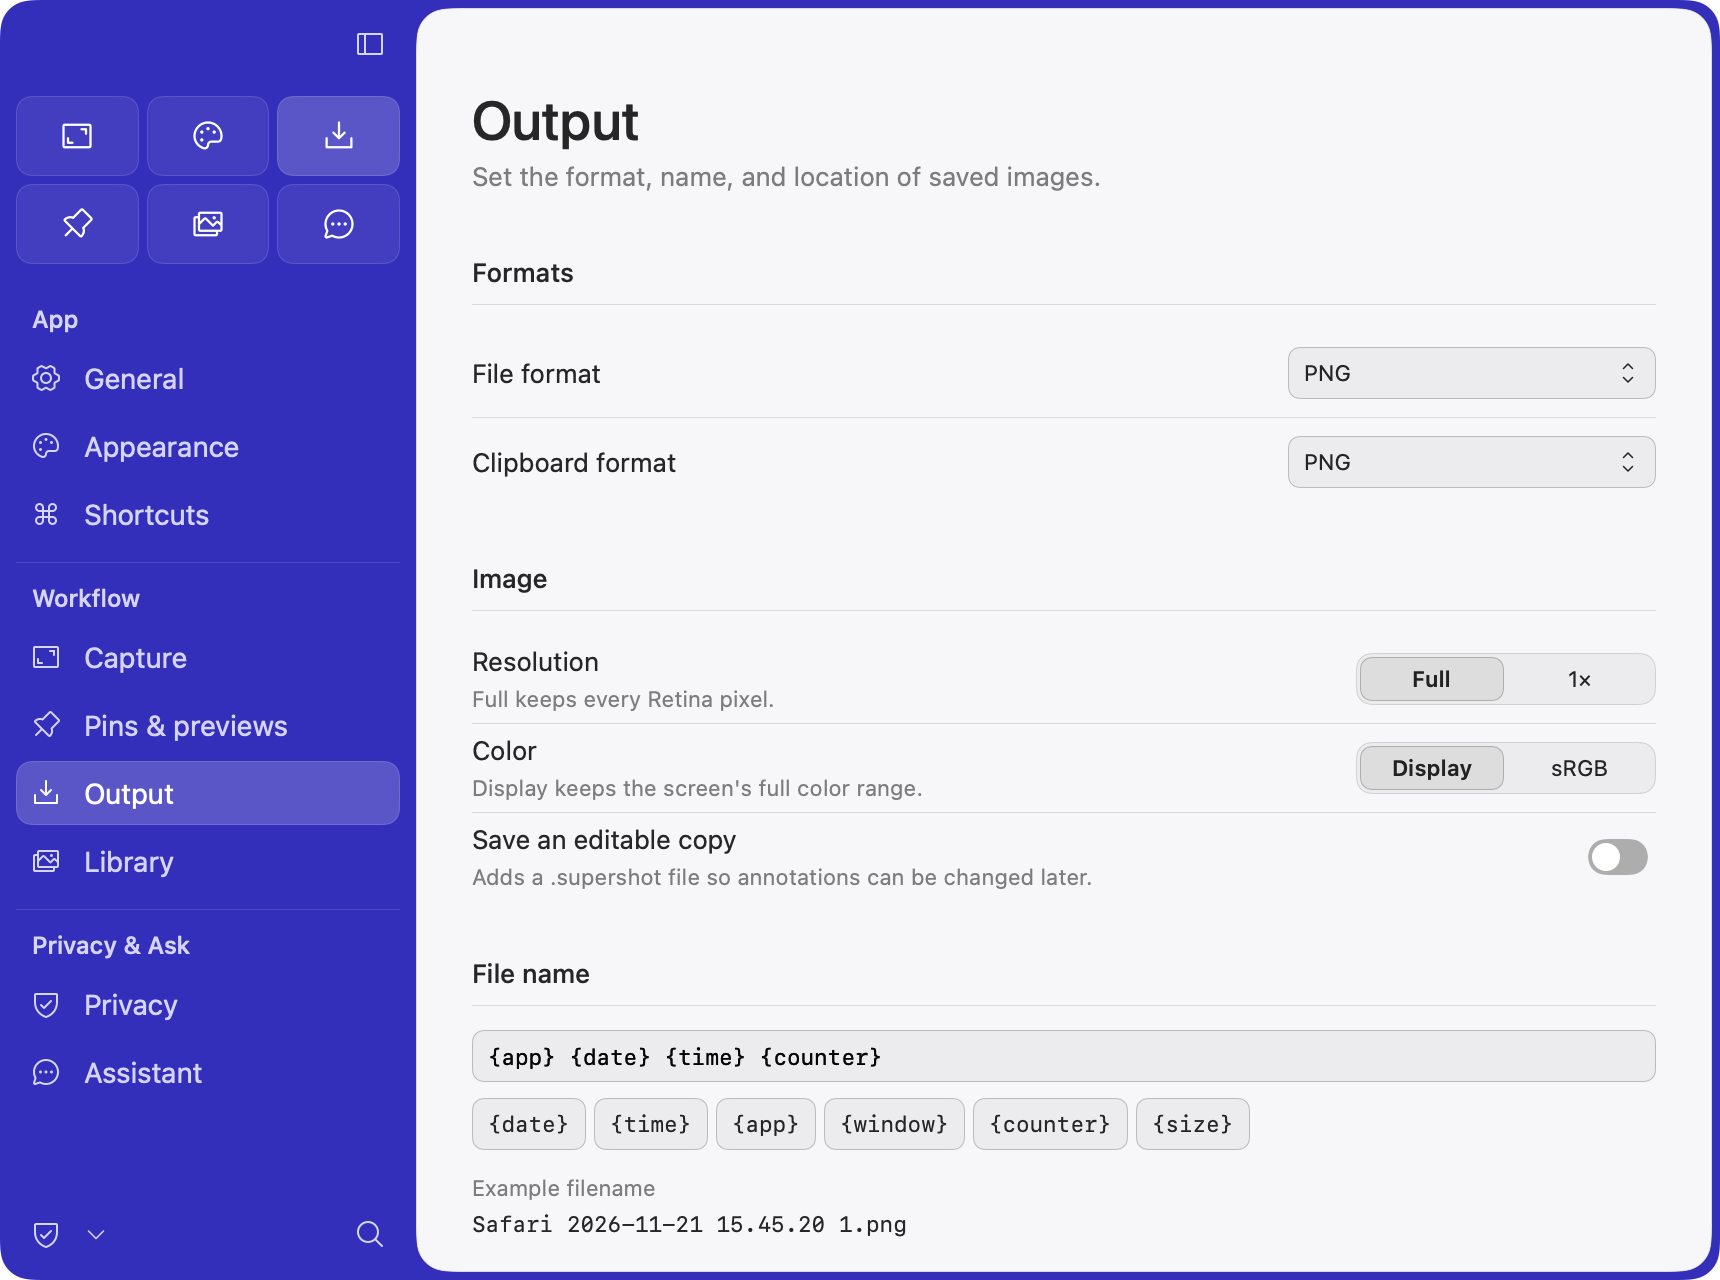 App
General
Appearance
Shortcuts
Workflow
Capture
Pins & previews
Output
Library
Privacy & Ask
Privacy
Assistant
Output
Set the format, name, and location of saved images.
Formats
File format
PNG
Clipboard format
PNG
Image
Resolution
Full keeps every Retina pixel.
Full
1×
Color
Display keeps the screen's full color range.
Display
sRGB
Save an editable copy
Adds a .supershot file so annotations can be changed later.
File name
{app} {date} {time} {counter}
{date} {time} {app} {window} {counter} {size}
Example filename
Safari 2026-11-21 15.45.20 1.png